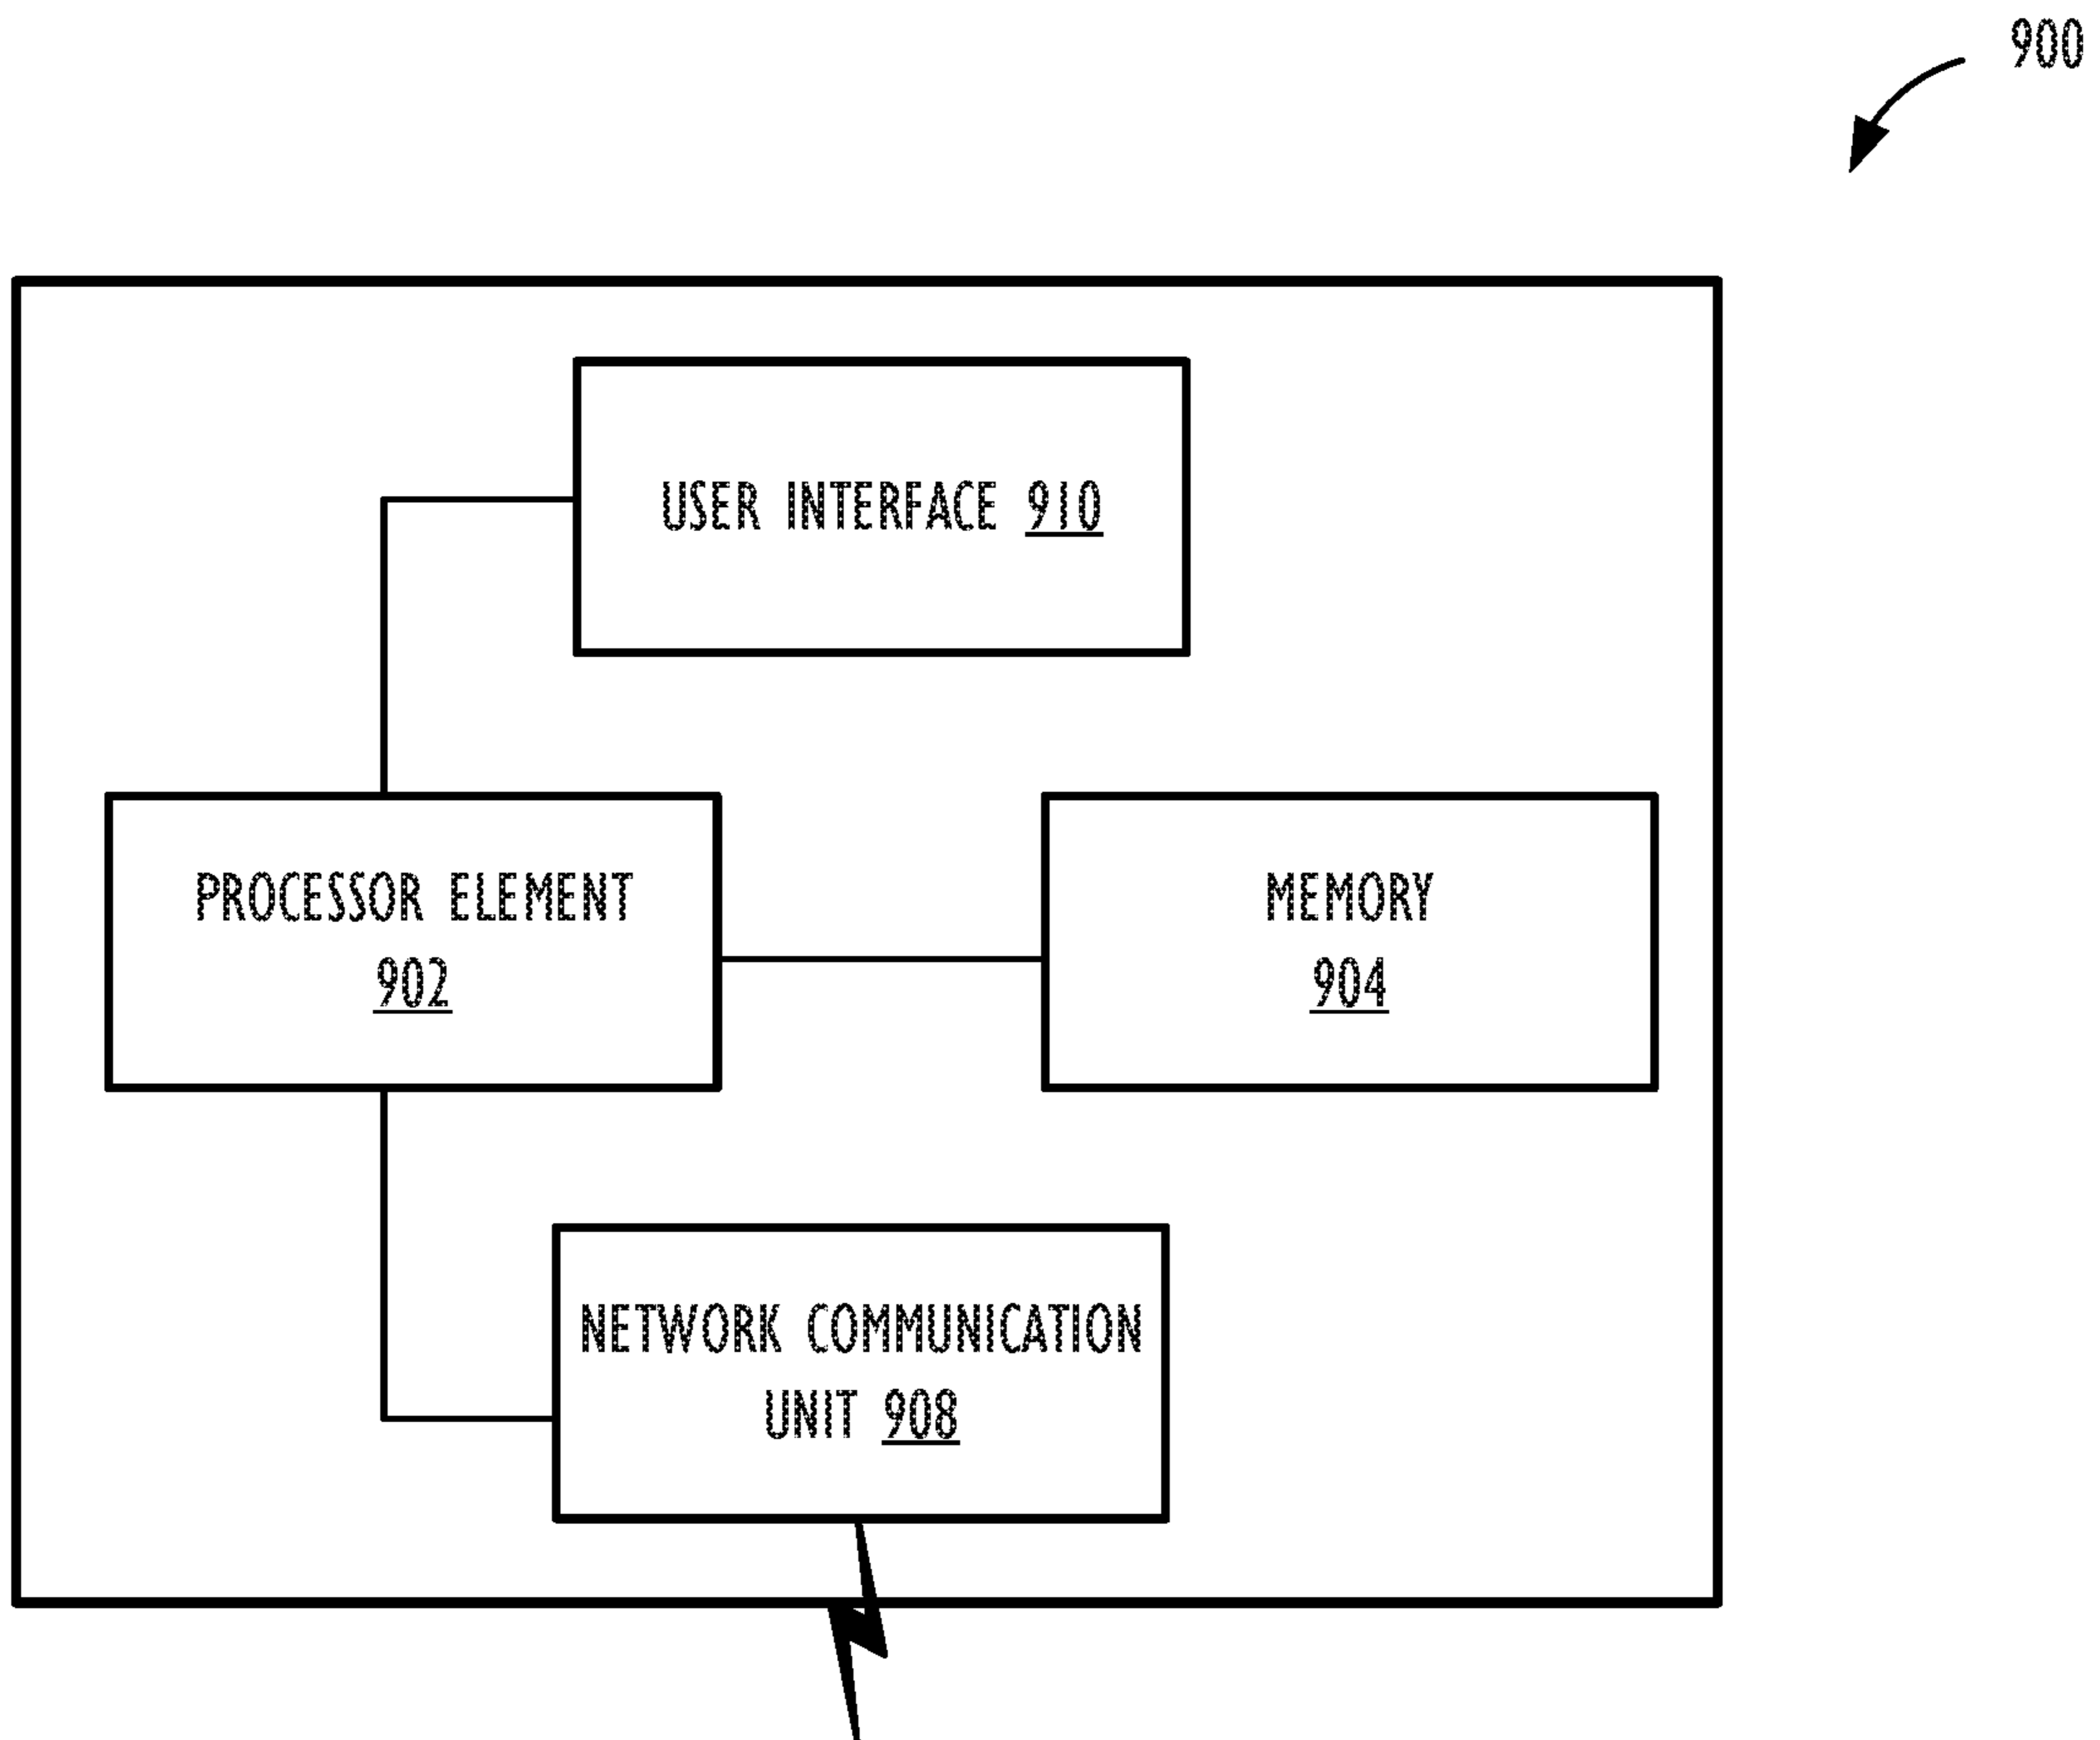 900
USER INTERFACE 910
PROCESSOR ELEMENT
902
MEMORY
904
NETWORK COMMUNICATION
UNIT 908